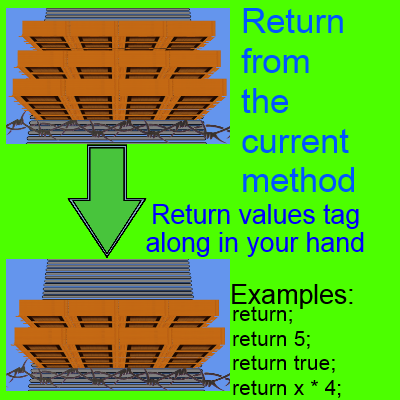 Return
from
the
current
method
Return values tag
along in your hand
Examples:
return;
return 5;
return true;
return x * 4;